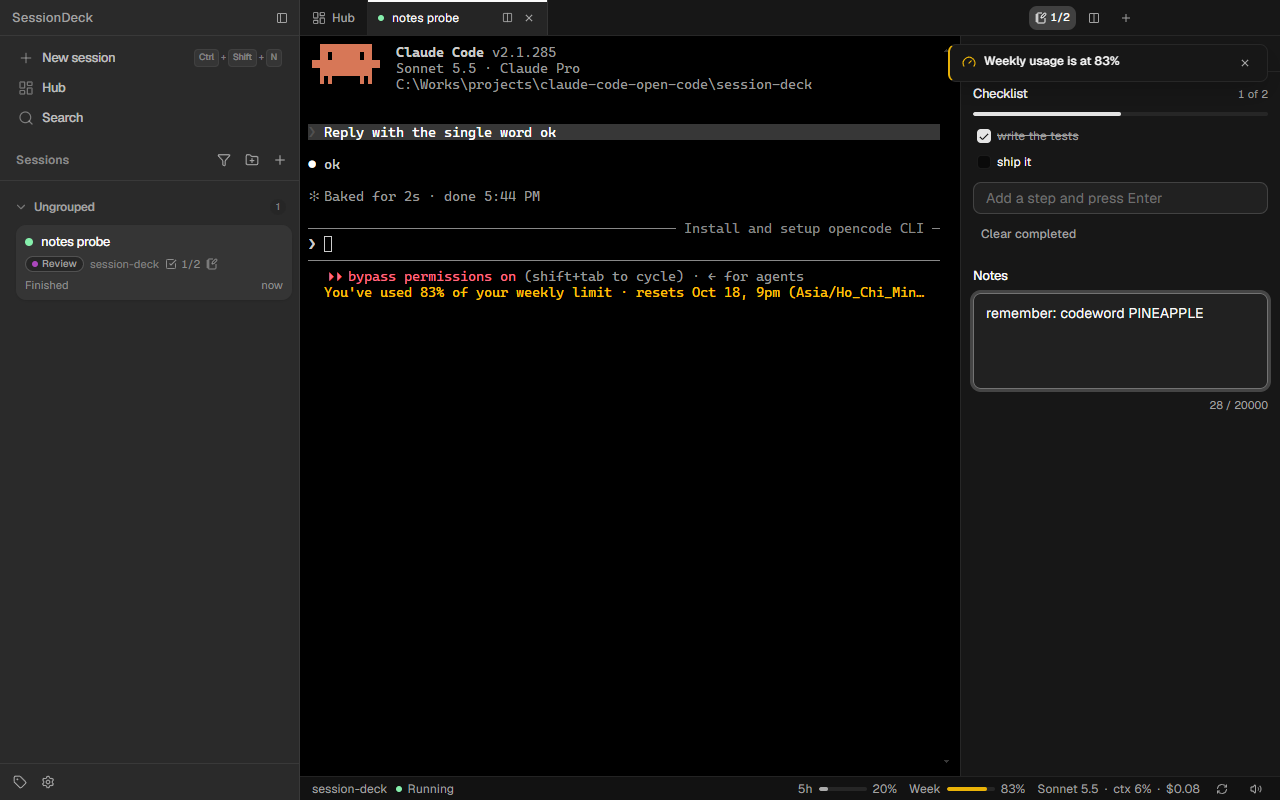 SessionDeck
New session
Ctrl + Shift + N
Hub
Search
Sessions
Ungrouped
1
notes probe
Review session-deck 1/2
Finished
now
Hub
notes probe
1/2
Claude Code v2.1.285
Sonnet 5.5 · Claude Pro
C:\Works\projects\claude-code-open-code\session-deck
❯ Reply with the single word ok
● ok
✻ Baked for 2s · done 5:44 PM
Install and setup opencode CLI
❯
⏵⏵ bypass permissions on (shift+tab to cycle) · ← for agents
You've used 83% of your weekly limit · resets Oct 18, 9pm (Asia/Ho_Chi_Min…
Weekly usage is at 83%
Checklist
1 of 2
write the tests
ship it
Add a step and press Enter
Clear completed
Notes
remember: codeword PINEAPPLE
28 / 20000
session-deck
Running
5h 20%
Week 83%
Sonnet 5.5 · ctx 6% · $0.08